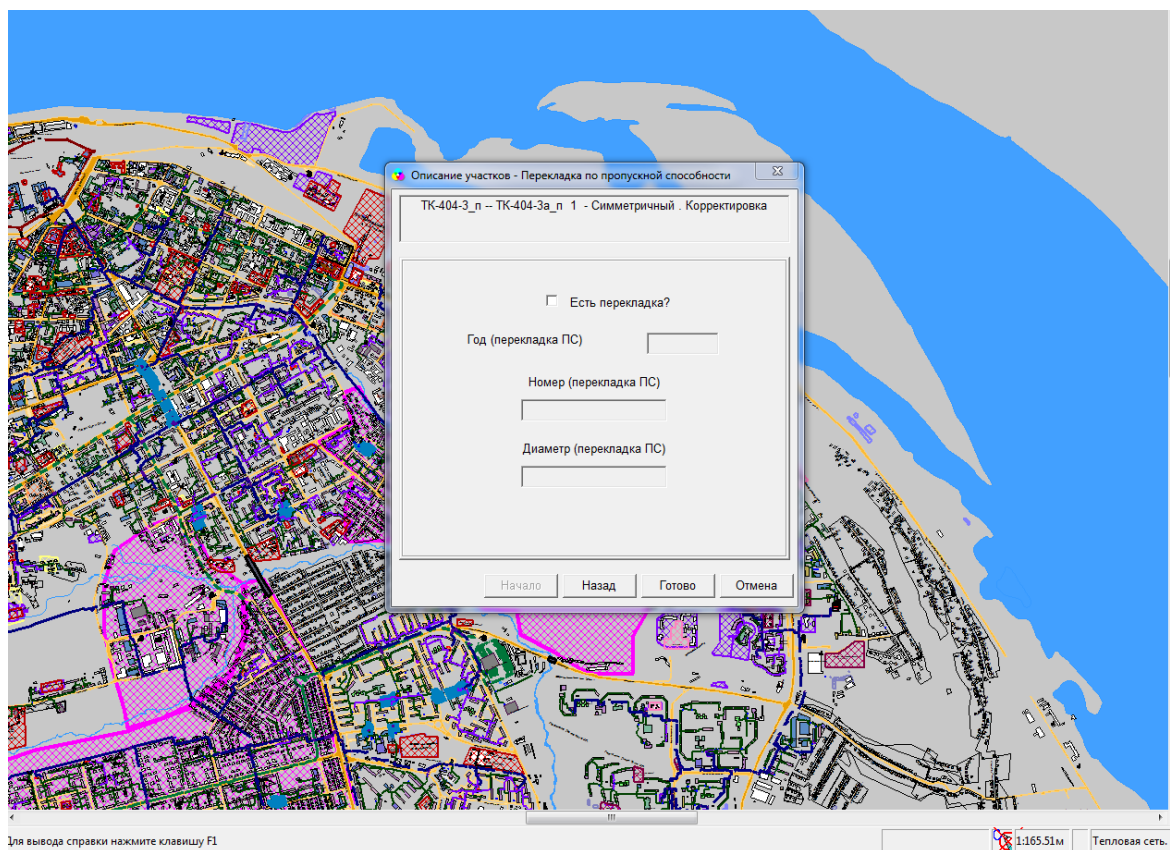 Описание участков - Перекладка по пропускной способности
ТК-404-3_п -- ТК-404-3а_п 1 - Симметричный . Корректировка
Есть перекладка?
Год (перекладка ПС)
Номер (перекладка ПС)
Диаметр (перекладка ПС)
Начало Назад Готово Отмена
Для вывода справки нажмите клавишу F1
1:165.51м
Тепловая сеть.